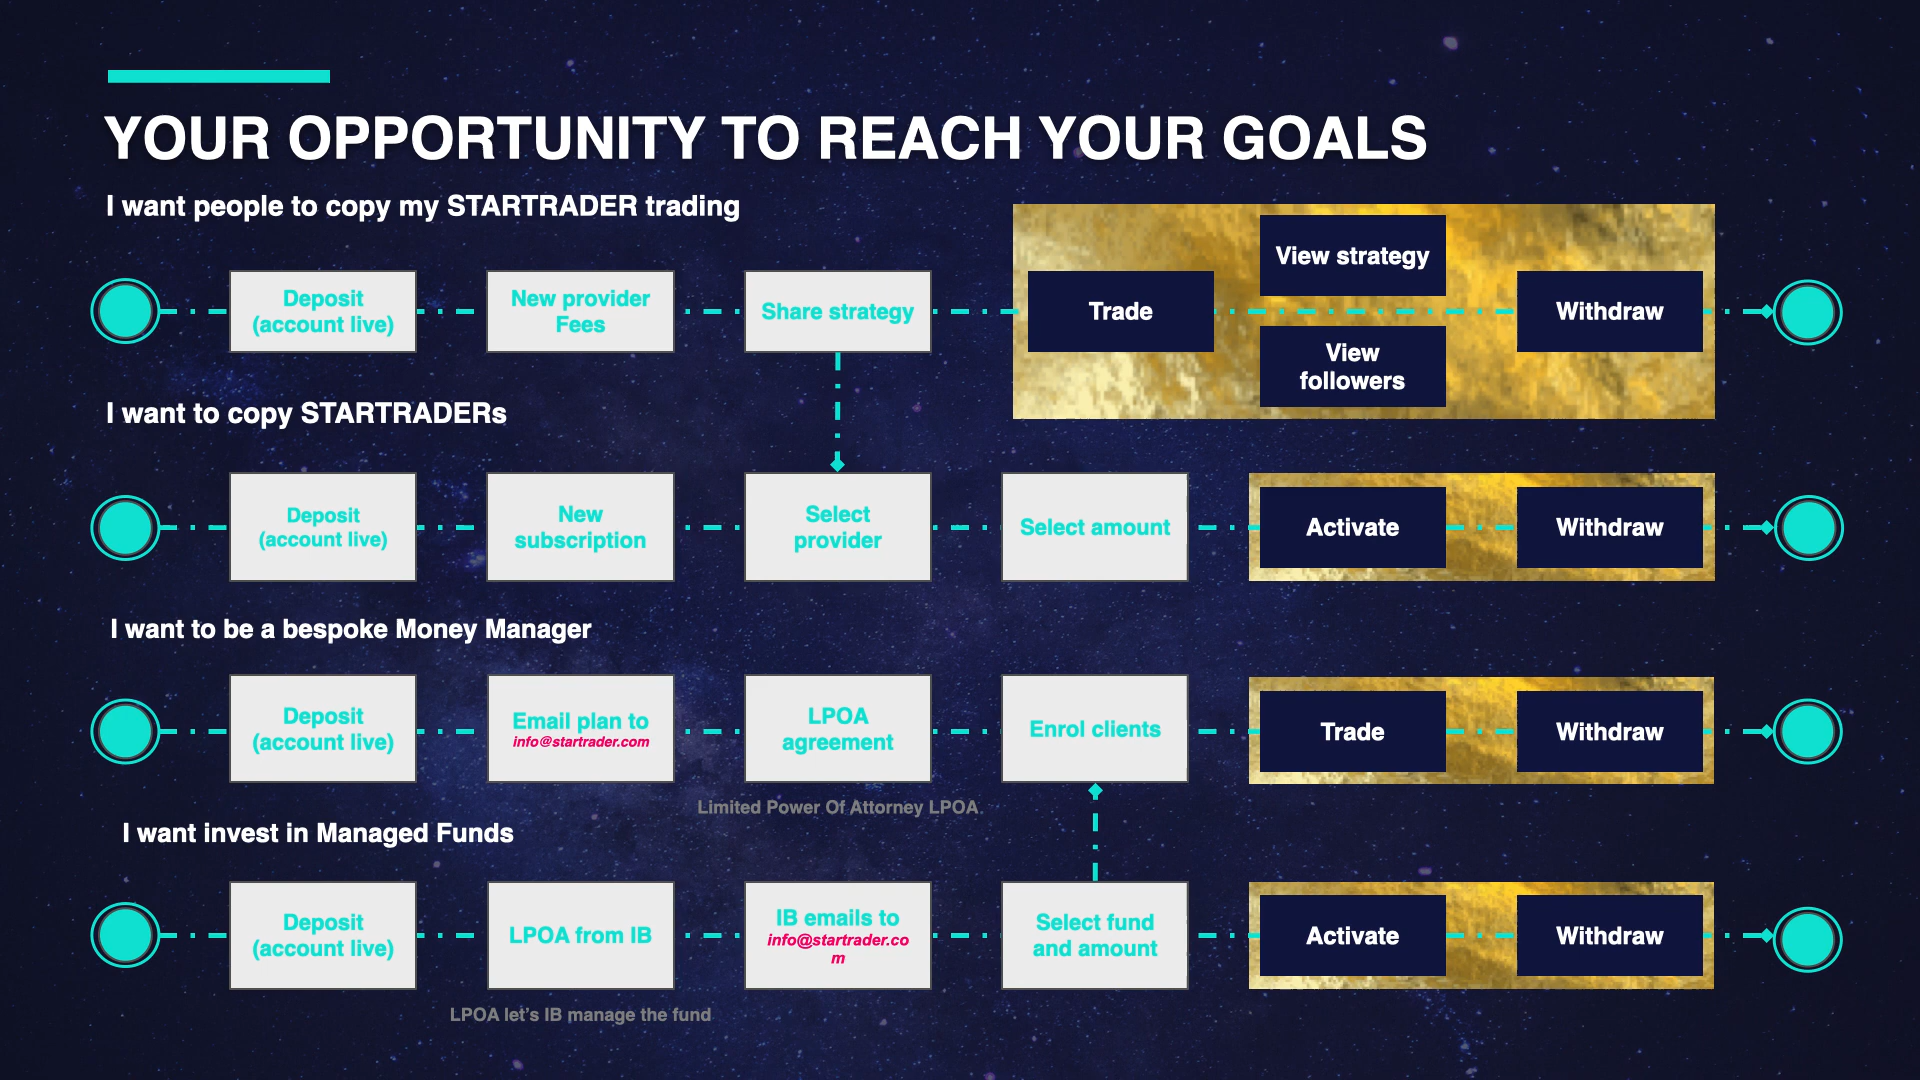 YOUR OPPORTUNITY TO REACH YOUR GOALS
I want people to copy my STARTRADER trading
Deposit
(account live)
New provider
Fees
Share strategy
Trade
View strategy
View
followers
Withdraw
I want to copy STARTRADERs
Deposit
(account live)
New
subscription
Select
provider
Select amount
Activate
Withdraw
I want to be a bespoke Money Manager
Deposit
(account live)
Email plan to
info@startrader.com
LPOA
agreement
Enrol clients
Trade
Withdraw
Limited Power Of Attorney LPOA
I want invest in Managed Funds
Deposit
(account live)
LPOA from IB
IB emails to
info@startrader.co
m
Select fund
and amount
Activate
Withdraw
LPOA let's IB manage the fund